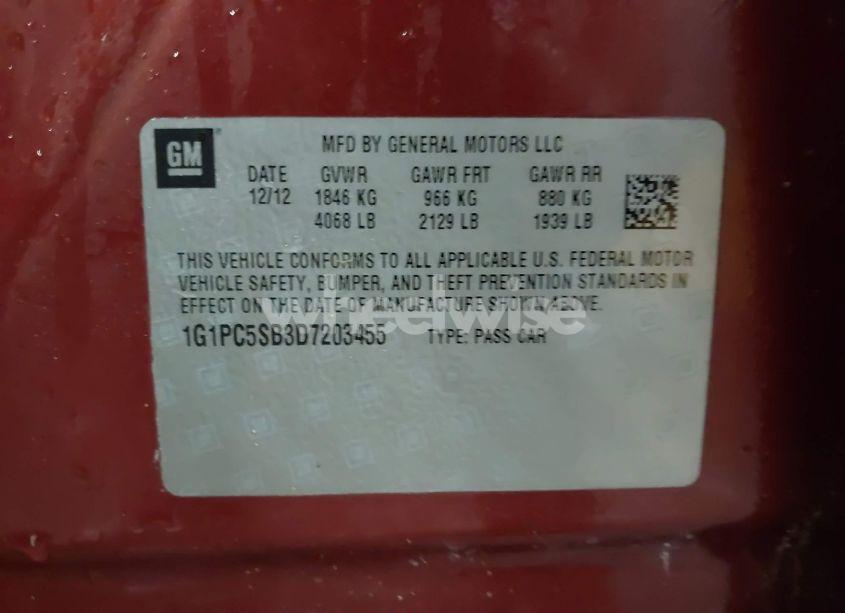 GM
MFD BY GENERAL MOTORS LLC
DATE GVWR GAWR FRT GAWR RR
12/12 1846 KG 966 KG 880 KG
4068 LB 2129 LB 1939 LB
THIS VEHICLE CONFORMS TO ALL APPLICABLE U.S. FEDERAL MOTOR
VEHICLE SAFETY, BUMPER, AND THEFT PREVENTION STANDARDS IN
EFFECT ON THE DATE OF MANUFACTURE SHOWN ABOVE.
1G1PC5SB3D7203455 TYPE: PASS CAR
wheelwise